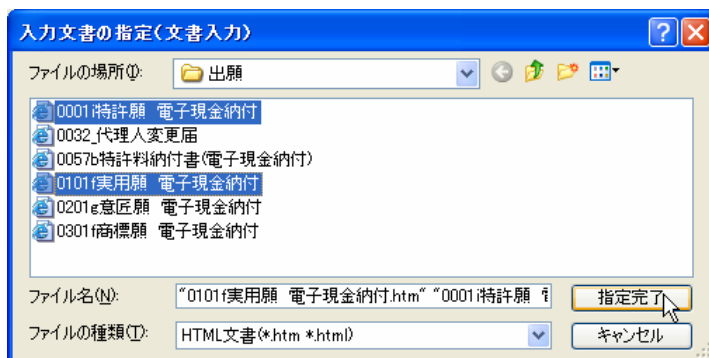 入力文書の指定(文書入力)
ファイルの場所(I):
出願
0001i特許願 電子現金納付
0032_代理人変更届
0057b特許料納付書(電子現金納付)
0101f実用願 電子現金納付
0201g意匠願 電子現金納付
0301f商標願 電子現金納付
ファイル名(N):
"0101f実用願 電子現金納付.htm" "0001i特許願
指定完了
ファイルの種類(T):
HTML文書(*.htm *.html)
キャンセル